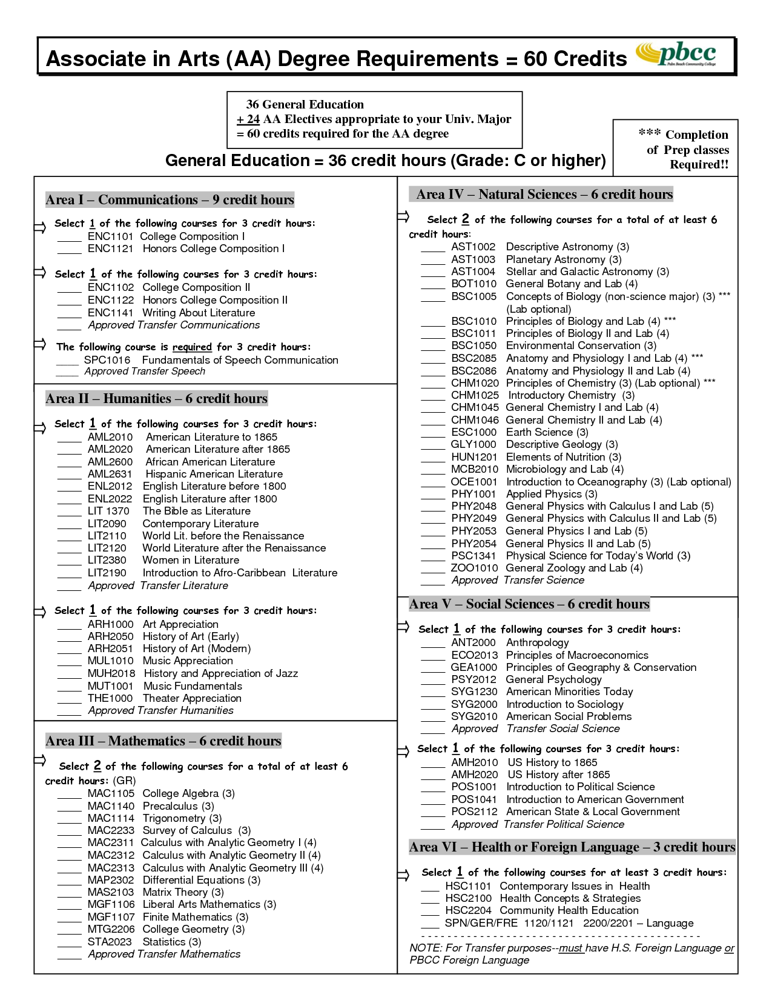 Associate in Arts (AA) Degree Requirements = 60 Credits
pbcc
Palm Beach Community College
36 General Education
+ 24 AA Electives appropriate to your Univ. Major
= 60 credits required for the AA degree
*** Completion
of Prep classes
Required!!
General Education = 36 credit hours (Grade: C or higher)
Area I – Communications – 9 credit hours
Select 1 of the following courses for 3 credit hours:
____ ENC1101 College Composition I
____ ENC1121 Honors College Composition I
Select 1 of the following courses for 3 credit hours:
____ ENC1102 College Composition II
____ ENC1122 Honors College Composition II
____ ENC1141 Writing About Literature
____ Approved Transfer Communications
The following course is required for 3 credit hours:
____ SPC1016 Fundamentals of Speech Communication
____ Approved Transfer Speech
Area II – Humanities – 6 credit hours
Select 1 of the following courses for 3 credit hours:
____ AML2010 American Literature to 1865
____ AML2020 American Literature after 1865
____ AML2600 African American Literature
____ AML2631 Hispanic American Literature
____ ENL2012 English Literature before 1800
____ ENL2022 English Literature after 1800
____ LIT 1370 The Bible as Literature
____ LIT2090 Contemporary Literature
____ LIT2110 World Lit. before the Renaissance
____ LIT2120 World Literature after the Renaissance
____ LIT2380 Women in Literature
____ LIT2190 Introduction to Afro-Caribbean Literature
____ Approved Transfer Literature
Select 1 of the following courses for 3 credit hours:
____ ARH1000 Art Appreciation
____ ARH2050 History of Art (Early)
____ ARH2051 History of Art (Modern)
____ MUL1010 Music Appreciation
____ MUH2018 History and Appreciation of Jazz
____ MUT1001 Music Fundamentals
____ THE1000 Theater Appreciation
____ Approved Transfer Humanities
Area III – Mathematics – 6 credit hours
Select 2 of the following courses for a total of at least 6
credit hours: (GR)
____ MAC1105 College Algebra (3)
____ MAC1140 Precalculus (3)
____ MAC1114 Trigonometry (3)
____ MAC2233 Survey of Calculus (3)
____ MAC2311 Calculus with Analytic Geometry I (4)
____ MAC2312 Calculus with Analytic Geometry II (4)
____ MAC2313 Calculus with Analytic Geometry III (4)
____ MAP2302 Differential Equations (3)
____ MAS2103 Matrix Theory (3)
____ MGF1106 Liberal Arts Mathematics (3)
____ MGF1107 Finite Mathematics (3)
____ MTG2206 College Geometry (3)
____ STA2023 Statistics (3)
____ Approved Transfer Mathematics
Area IV – Natural Sciences – 6 credit hours
Select 2 of the following courses for a total of at least 6
credit hours:
____ AST1002 Descriptive Astronomy (3)
____ AST1003 Planetary Astronomy (3)
____ AST1004 Stellar and Galactic Astronomy (3)
____ BOT1010 General Botany and Lab (4)
____ BSC1005 Concepts of Biology (non-science major) (3) ***
(Lab optional)
____ BSC1010 Principles of Biology and Lab (4) ***
____ BSC1011 Principles of Biology II and Lab (4)
____ BSC1050 Environmental Conservation (3)
____ BSC2085 Anatomy and Physiology I and Lab (4) ***
____ BSC2086 Anatomy and Physiology II and Lab (4)
____ CHM1020 Principles of Chemistry (3) (Lab optional) ***
____ CHM1025 Introductory Chemistry (3)
____ CHM1045 General Chemistry I and Lab (4)
____ CHM1046 General Chemistry II and Lab (4)
____ ESC1000 Earth Science (3)
____ GLY1000 Descriptive Geology (3)
____ HUN1201 Elements of Nutrition (3)
____ MCB2010 Microbiology and Lab (4)
____ OCE1001 Introduction to Oceanography (3) (Lab optional)
____ PHY1001 Applied Physics (3)
____ PHY2048 General Physics with Calculus I and Lab (5)
____ PHY2049 General Physics with Calculus II and Lab (5)
____ PHY2053 General Physics I and Lab (5)
____ PHY2054 General Physics II and Lab (5)
____ PSC1341 Physical Science for Today's World (3)
____ ZOO1010 General Zoology and Lab (4)
____ Approved Transfer Science
Area V – Social Sciences – 6 credit hours
Select 1 of the following courses for 3 credit hours:
____ ANT2000 Anthropology
____ ECO2013 Principles of Macroeconomics
____ GEA1000 Principles of Geography & Conservation
____ PSY2012 General Psychology
____ SYG1230 American Minorities Today
____ SYG2000 Introduction to Sociology
____ SYG2010 American Social Problems
____ Approved Transfer Social Science
Select 1 of the following courses for 3 credit hours:
____ AMH2010 US History to 1865
____ AMH2020 US History after 1865
____ POS1001 Introduction to Political Science
____ POS1041 Introduction to American Government
____ POS2112 American State & Local Government
____ Approved Transfer Political Science
Area VI – Health or Foreign Language – 3 credit hours
Select 1 of the following courses for at least 3 credit hours:
___ HSC1101 Contemporary Issues in Health
___ HSC2100 Health Concepts & Strategies
___ HSC2204 Community Health Education
___ SPN/GER/FRE 1120/1121 2200/2201 – Language
- - - - - - - - - - - - - - - - - - - - - - - - - - - - - - - - - - - - - - - - - - -
NOTE: For Transfer purposes--must have H.S. Foreign Language or
PBCC Foreign Language